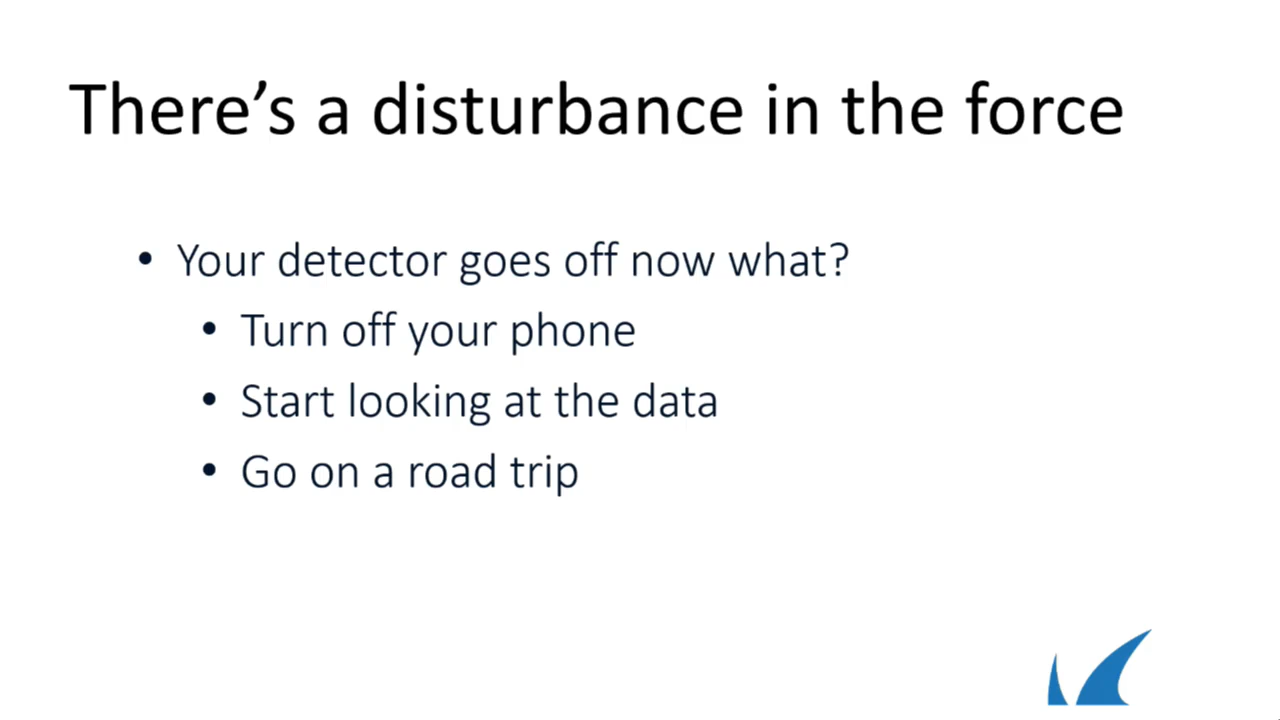 There’s a disturbance in the force
• Your detector goes off now what?
• Turn off your phone
• Start looking at the data
• Go on a road trip